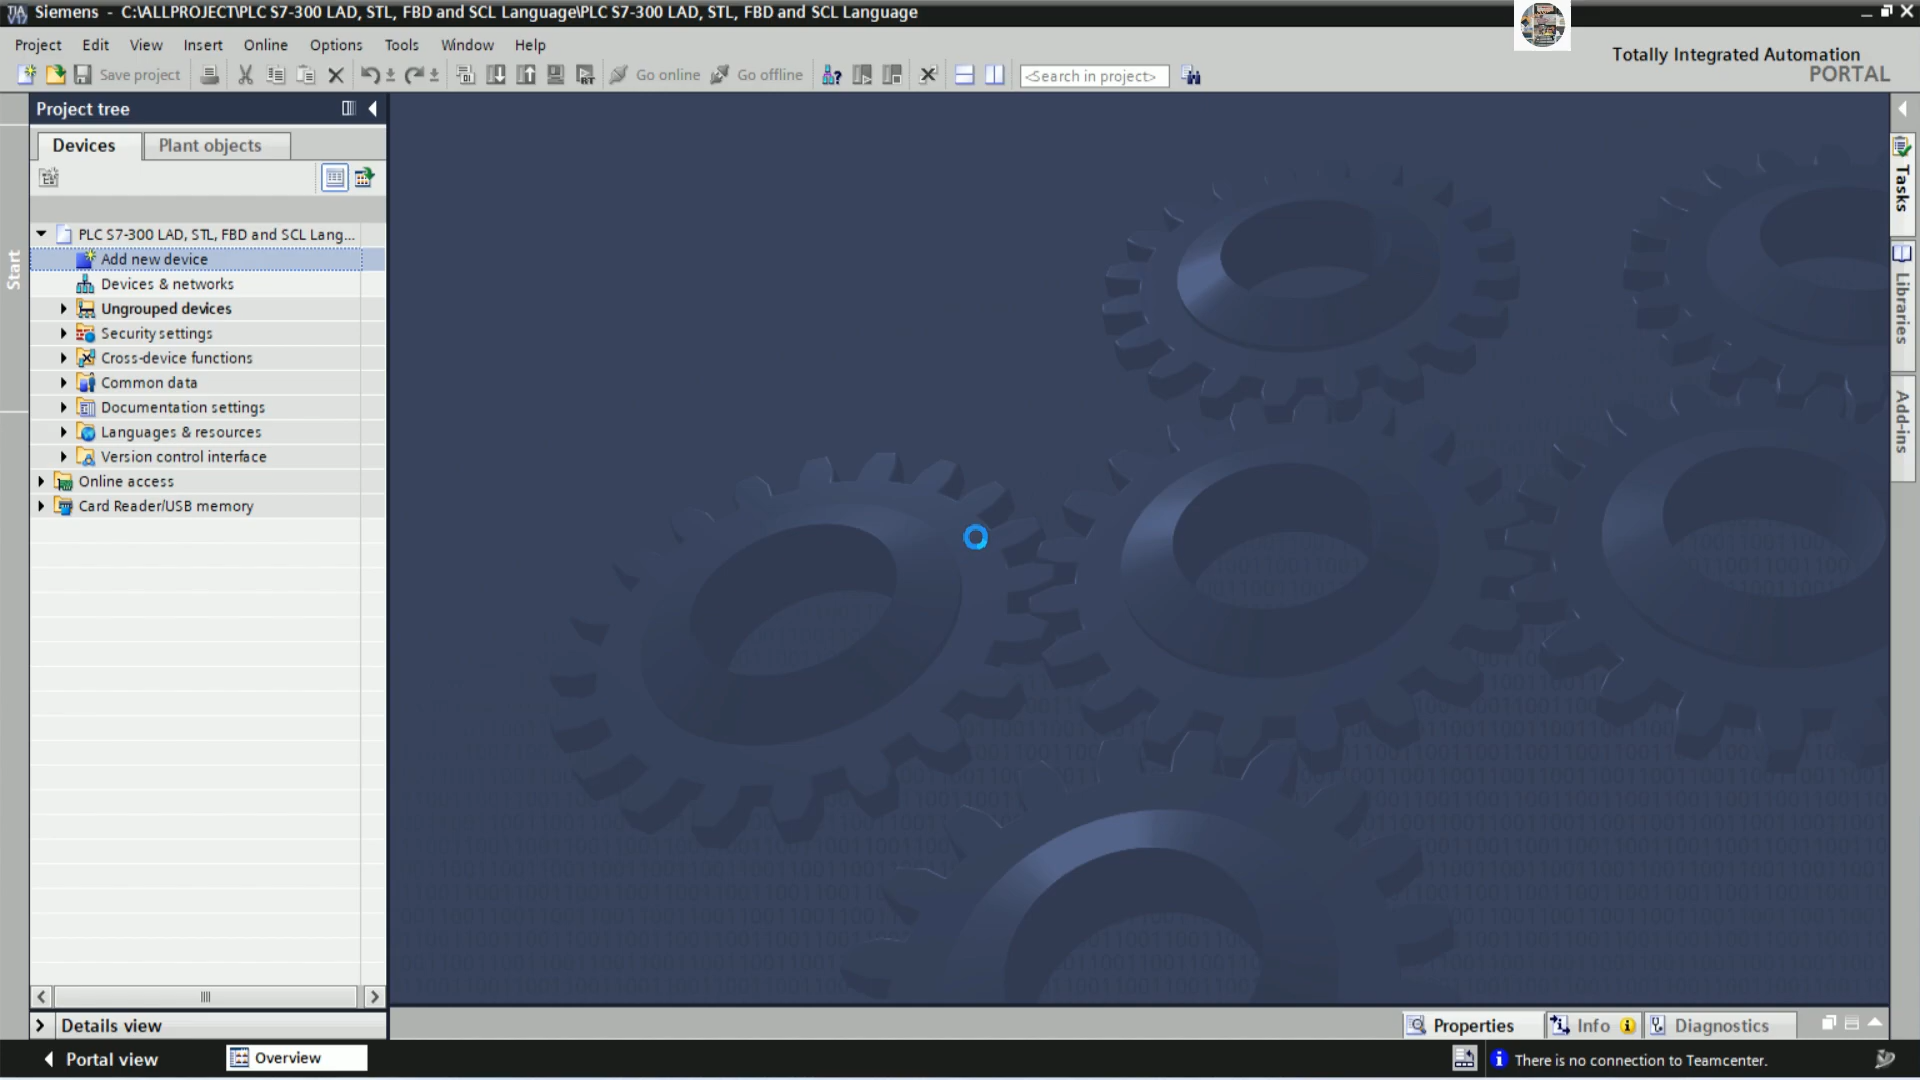 Siemens - C:\ALLPROJECT\PLC S7-300 LAD, STL, FBD and SCL Language\PLC S7-300 LAD, STL, FBD and SCL Language
Project Edit View Insert Online Options Tools Window Help
Totally Integrated Automation
PORTAL
Save project Go online Go offline <Search in project>
Project tree
Devices Plant objects
Start
PLC S7-300 LAD, STL, FBD and SCL Lang...
Add new device
Devices & networks
Ungrouped devices
Security settings
Cross-device functions
Common data
Documentation settings
Languages & resources
Version control interface
Online access
Card Reader/USB memory
Tasks
Libraries
Add-ins
Details view
Properties Info Diagnostics
Portal view Overview There is no connection to Teamcenter.